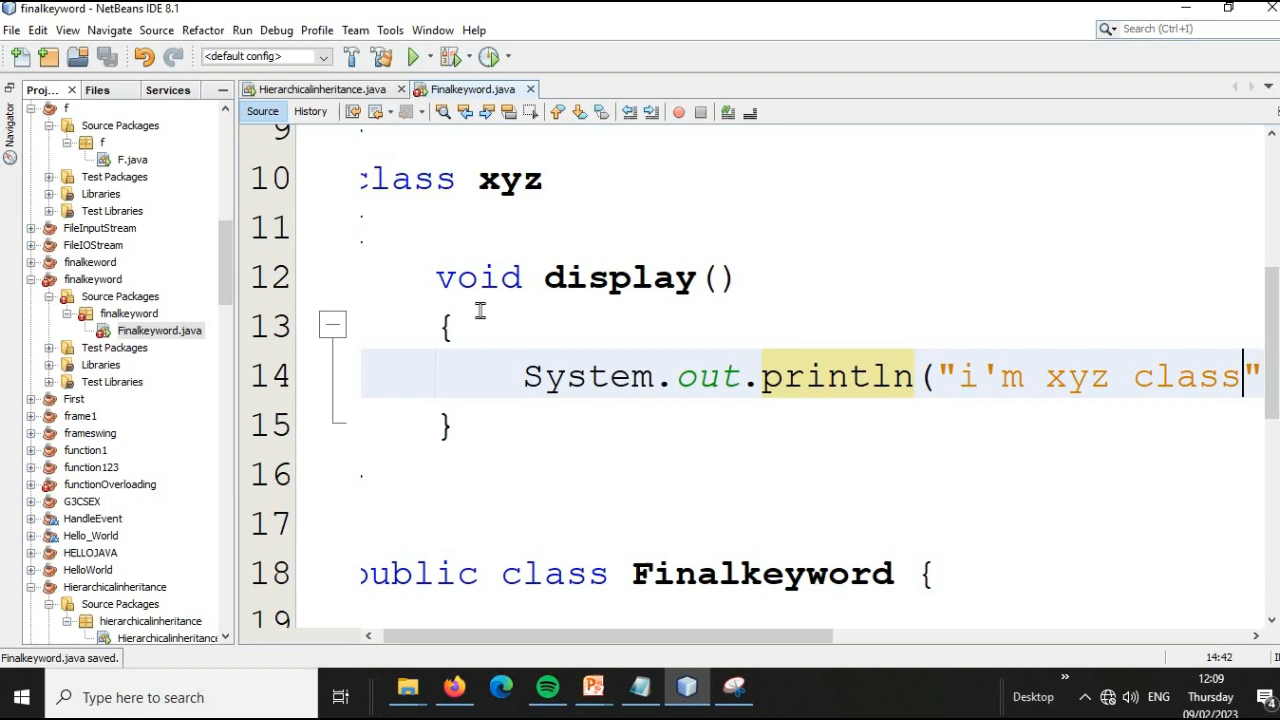 finalkeyword - NetBeans IDE 8.1
File Edit View Navigate Source Refactor Run Debug Profile Team Tools Window Help
Search (Ctrl+I)
<default config>
Proj... Files Services
Hierarchicalinheritance.java Finalkeyword.java
Source History
Navigator
f
Source Packages
f
F.java
Test Packages
Libraries
Test Libraries
FileInputStream
FileIOStream
finalkeword
finalkeyword
Source Packages
finalkeyword
Finalkeyword.java
Test Packages
Libraries
Test Libraries
First
frame1
frameswing
function1
function123
functionOverloading
G3CSEX
HandleEvent
Hello_World
HELLOJAVA
HelloWorld
Hierarchicalinheritance
Source Packages
hierarchicalinheritance
Hierarchicalinheritance
9
10 class xyz
11
12 void display()
13 {
14 System.out.println("i'm xyz class"
15 }
16
17
18 public class Finalkeyword {
19
Finalkeyword.java saved.
14:42
Type here to search
Desktop
ENG
12:09
Thursday
09/02/2023
4